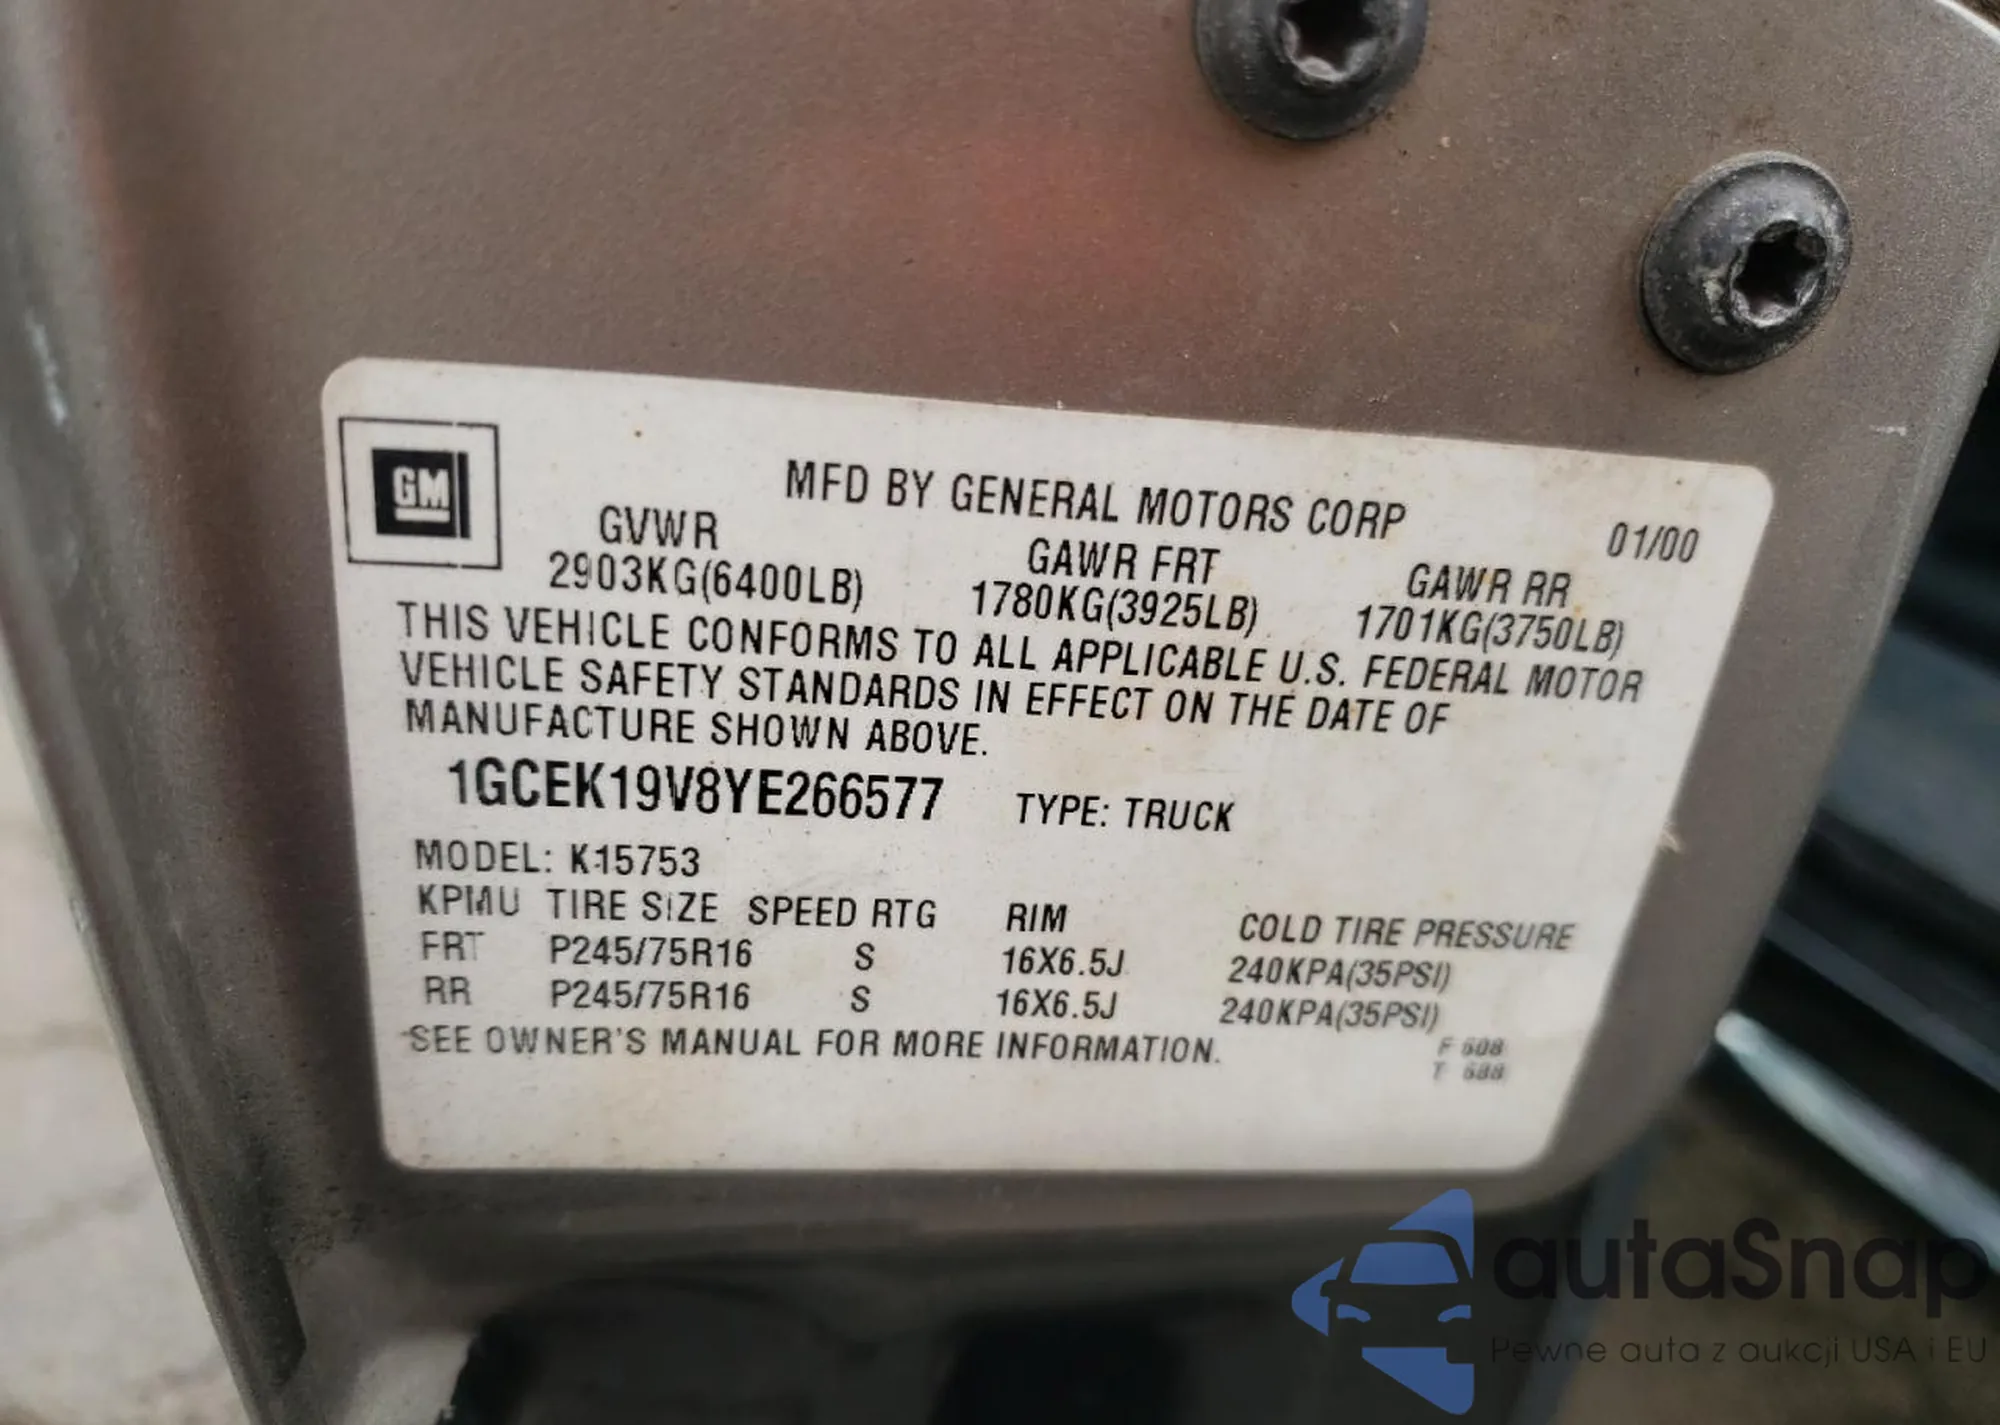 GM
MFD BY GENERAL MOTORS CORP 01/00
GVWR GAWR FRT GAWR RR
2903KG(6400LB) 1780KG(3925LB) 1701KG(3750LB)
THIS VEHICLE CONFORMS TO ALL APPLICABLE U.S. FEDERAL MOTOR
VEHICLE SAFETY STANDARDS IN EFFECT ON THE DATE OF
MANUFACTURE SHOWN ABOVE.
1GCEK19V8YE266577 TYPE: TRUCK
MODEL: K15753
KPMU TIRE SIZE SPEED RTG RIM COLD TIRE PRESSURE
FRT P245/75R16 S 16X6.5J 240KPA(35PSI)
RR P245/75R16 S 16X6.5J 240KPA(35PSI)
SEE OWNER'S MANUAL FOR MORE INFORMATION.
autaSnap
Pewne auta z aukcji USA i EU